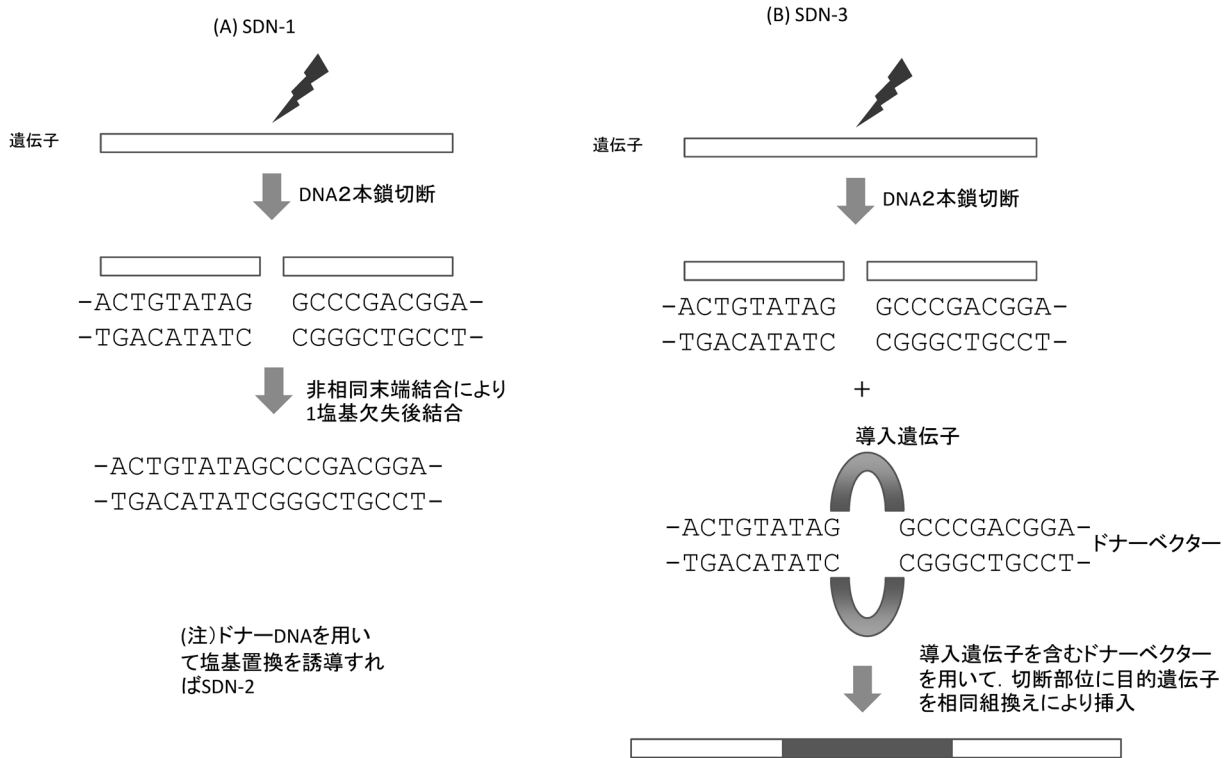 (A) SDN-1
遺伝子
DNA2本鎖切断
-ACTGTATAG GCCCGACGGA-
-TGACATATC CGGGCTGCCT-
非相同末端結合により
1塩基欠失後結合
-ACTGTATAGCCCGACGGA-
-TGACATATCGGGCTGCCT-
(注)ドナーDNAを用い
て塩基置換を誘導すれ
ばSDN-2
(B) SDN-3
遺伝子
DNA2本鎖切断
-ACTGTATAG GCCCGACGGA-
-TGACATATC CGGGCTGCCT-
+
導入遺伝子
-ACTGTATAG GCCCGACGGA-
ドナーベクター
-TGACATATC CGGGCTGCCT-
導入遺伝子を含むドナーベクター
を用いて．切断部位に目的遺伝子
を相同組換えにより挿入